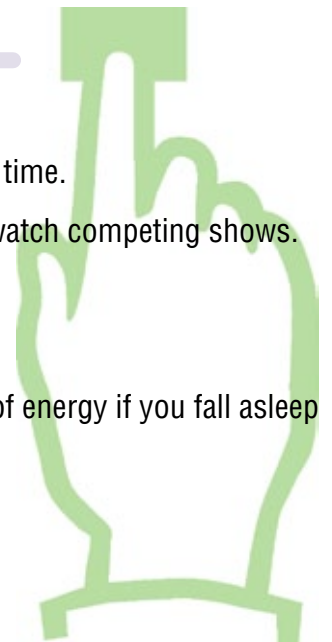 time.
watch competing shows.
of energy if you fall asleep